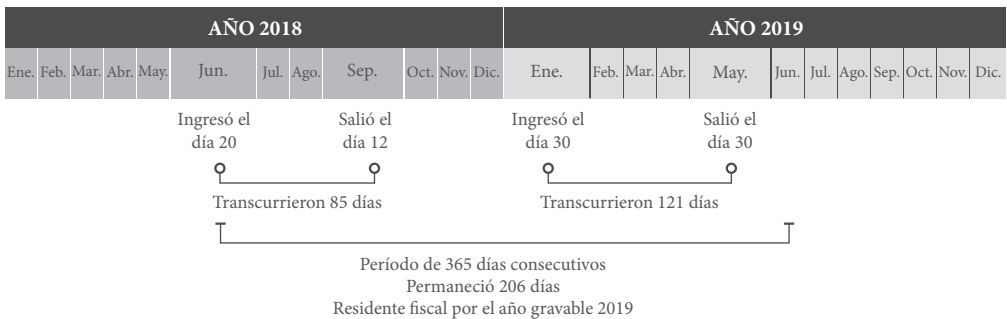 AÑO 2018 AÑO 2019
Ene. Feb. Mar. Abr. May. Jun. Jul. Ago. Sep. Oct. Nov. Dic. Ene. Feb. Mar. Abr. May. Jun. Jul. Ago. Sep. Oct. Nov. Dic.
Ingresó el
día 20
Salió el
día 12
Ingresó el
día 30
Salió el
día 30
Transcurrieron 85 días
Transcurrieron 121 días
Período de 365 días consecutivos
Permaneció 206 días
Residente fiscal por el año gravable 2019